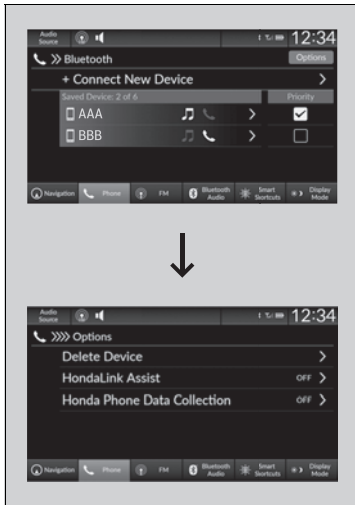 Audio Source 12:34
Bluetooth Options
+ Connect New Device
Saved Device: 2 of 6 Priority
AAA
BBB
Navigation Phone FM Bluetooth Audio Smart Shortcuts Display Mode
Audio Source 12:34
Options
Delete Device
HondaLink Assist OFF
Honda Phone Data Collection OFF
Navigation Phone FM Bluetooth Audio Smart Shortcuts Display Mode